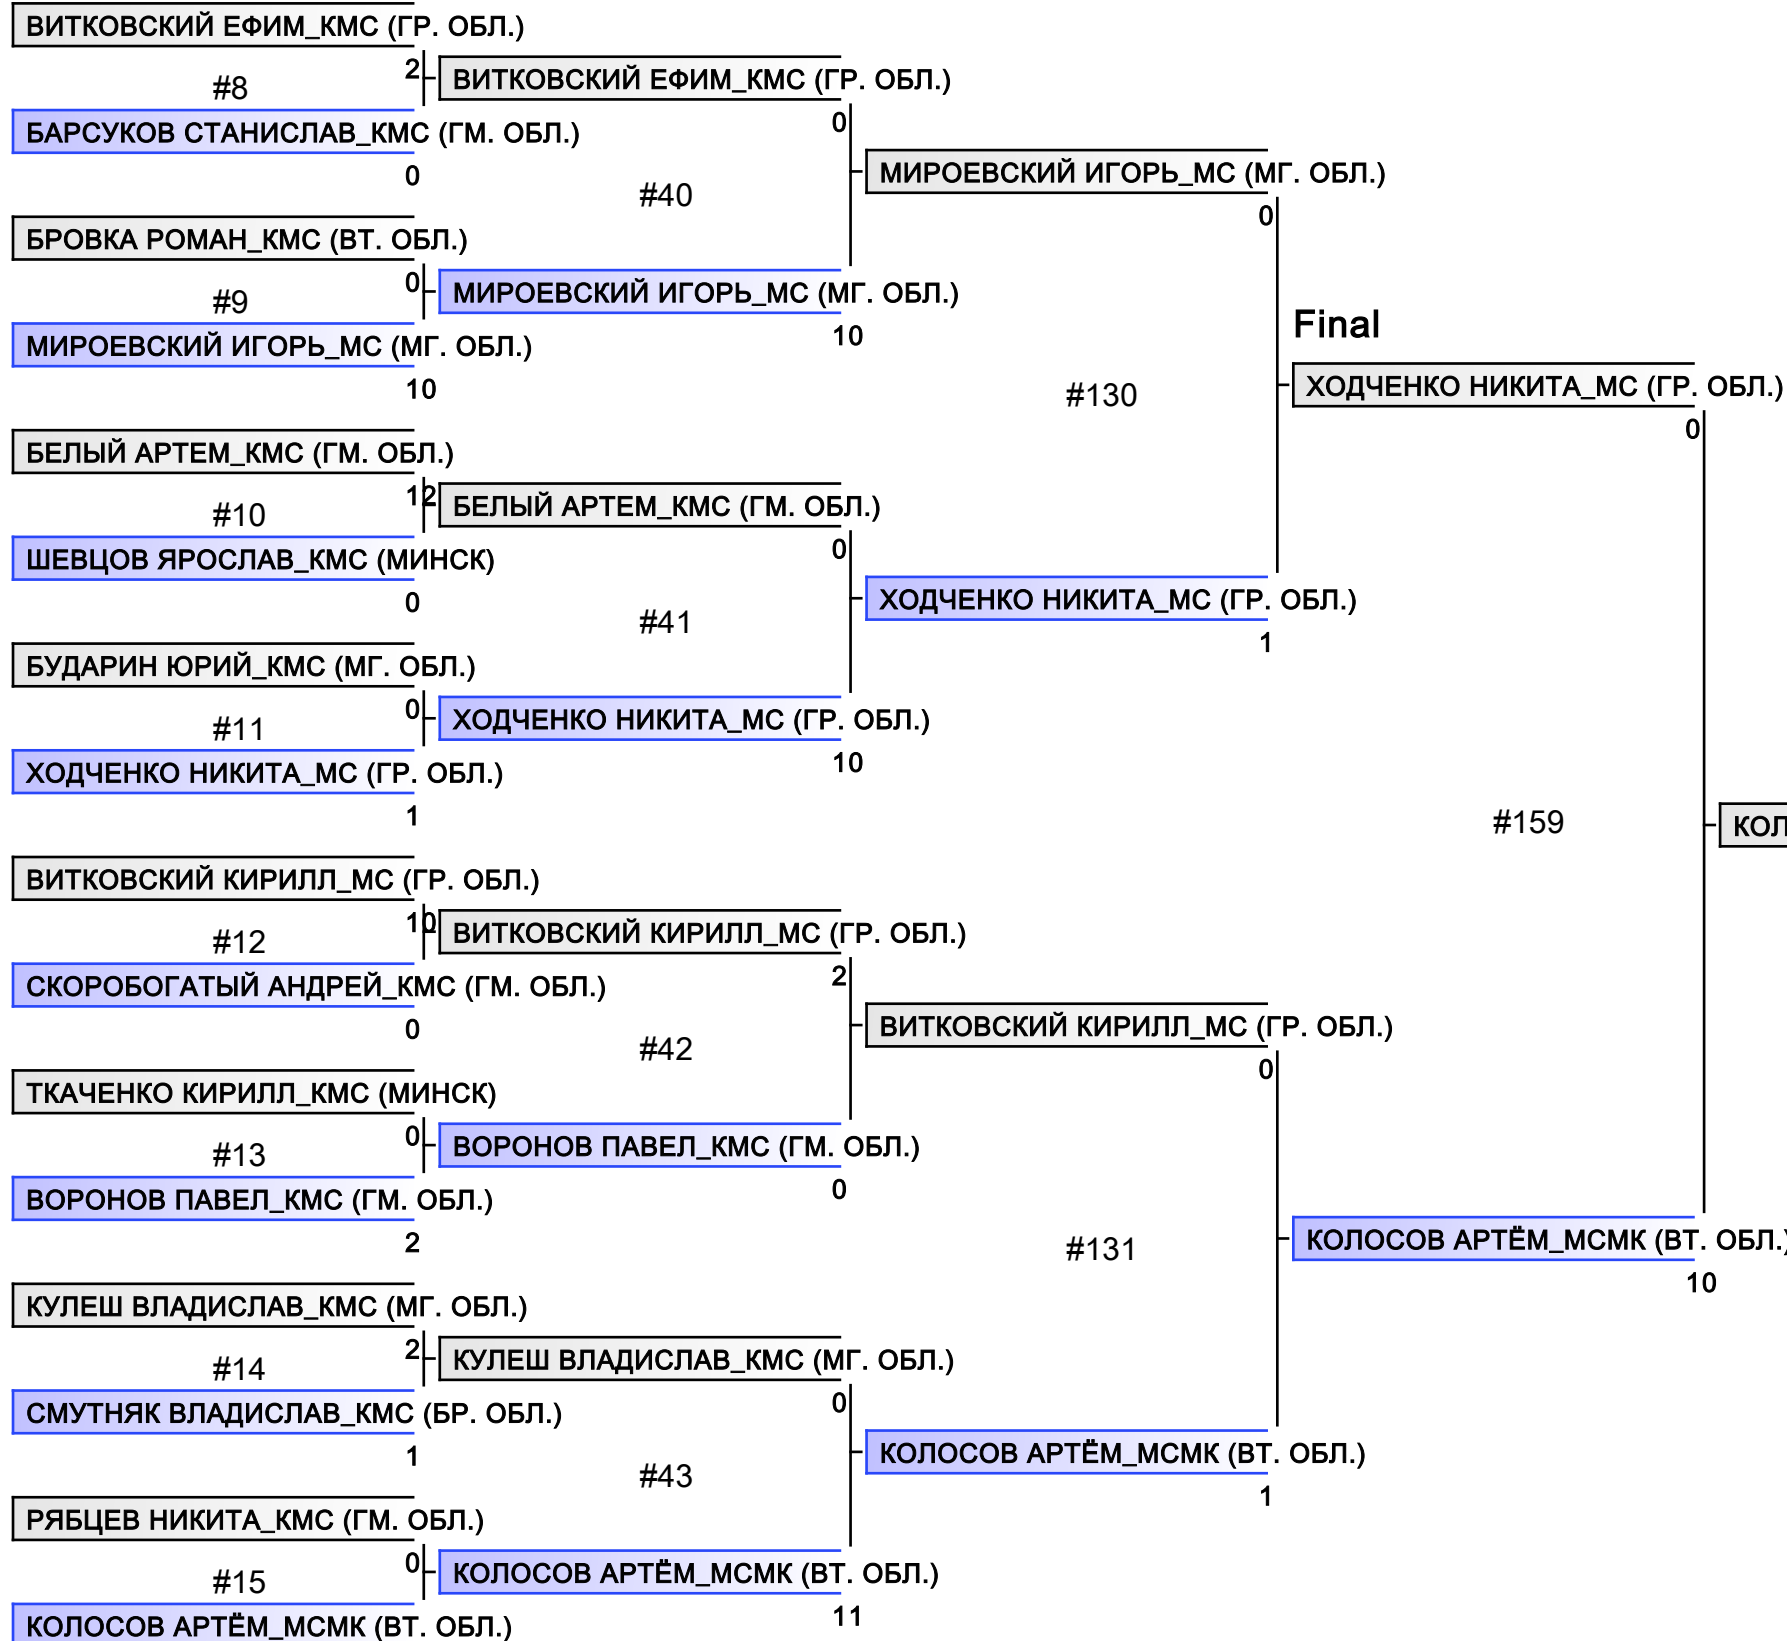 ВИТКОВСКИЙ ЕФИМ_КМС (ГР. ОБЛ.)
2
#8
БАРСУКОВ СТАНИСЛАВ_КМС (ГМ. ОБЛ.)
0
БРОВКА РОМАН_КМС (ВТ. ОБЛ.)
0
#9
МИРОЕВСКИЙ ИГОРЬ_МС (МГ. ОБЛ.)
10
БЕЛЫЙ АРТЕМ_КМС (ГМ. ОБЛ.)
12
#10
ШЕВЦОВ ЯРОСЛАВ_КМС (МИНСК)
0
БУДАРИН ЮРИЙ_КМС (МГ. ОБЛ.)
0
#11
ХОДЧЕНКО НИКИТА_МС (ГР. ОБЛ.)
1
ВИТКОВСКИЙ КИРИЛЛ_МС (ГР. ОБЛ.)
10
#12
СКОРОБОГАТЫЙ АНДРЕЙ_КМС (ГМ. ОБЛ.)
0
ТКАЧЕНКО КИРИЛЛ_КМС (МИНСК)
0
#13
ВОРОНОВ ПАВЕЛ_КМС (ГМ. ОБЛ.)
2
КУЛЕШ ВЛАДИСЛАВ_КМС (МГ. ОБЛ.)
2
#14
СМУТНЯК ВЛАДИСЛАВ_КМС (БР. ОБЛ.)
1
РЯБЦЕВ НИКИТА_КМС (ГМ. ОБЛ.)
0
#15
КОЛОСОВ АРТЁМ_МСМК (ВТ. ОБЛ.)
ВИТКОВСКИЙ ЕФИМ_КМС (ГР. ОБЛ.)
0
#40
МИРОЕВСКИЙ ИГОРЬ_МС (МГ. ОБЛ.)
10
БЕЛЫЙ АРТЕМ_КМС (ГМ. ОБЛ.)
0
#41
ХОДЧЕНКО НИКИТА_МС (ГР. ОБЛ.)
10
ВИТКОВСКИЙ КИРИЛЛ_МС (ГР. ОБЛ.)
2
#42
ВОРОНОВ ПАВЕЛ_КМС (ГМ. ОБЛ.)
0
КУЛЕШ ВЛАДИСЛАВ_КМС (МГ. ОБЛ.)
0
#43
КОЛОСОВ АРТЁМ_МСМК (ВТ. ОБЛ.)
11
МИРОЕВСКИЙ ИГОРЬ_МС (МГ. ОБЛ.)
0
#130
ХОДЧЕНКО НИКИТА_МС (ГР. ОБЛ.)
1
ВИТКОВСКИЙ КИРИЛЛ_МС (ГР. ОБЛ.)
0
#131
КОЛОСОВ АРТЁМ_МСМК (ВТ. ОБЛ.)
1
Final
ХОДЧЕНКО НИКИТА_МС (ГР. ОБЛ.)
0
#159
КОЛОСОВ АРТЁМ_МСМК (ВТ. ОБЛ.)
10
КОЛ